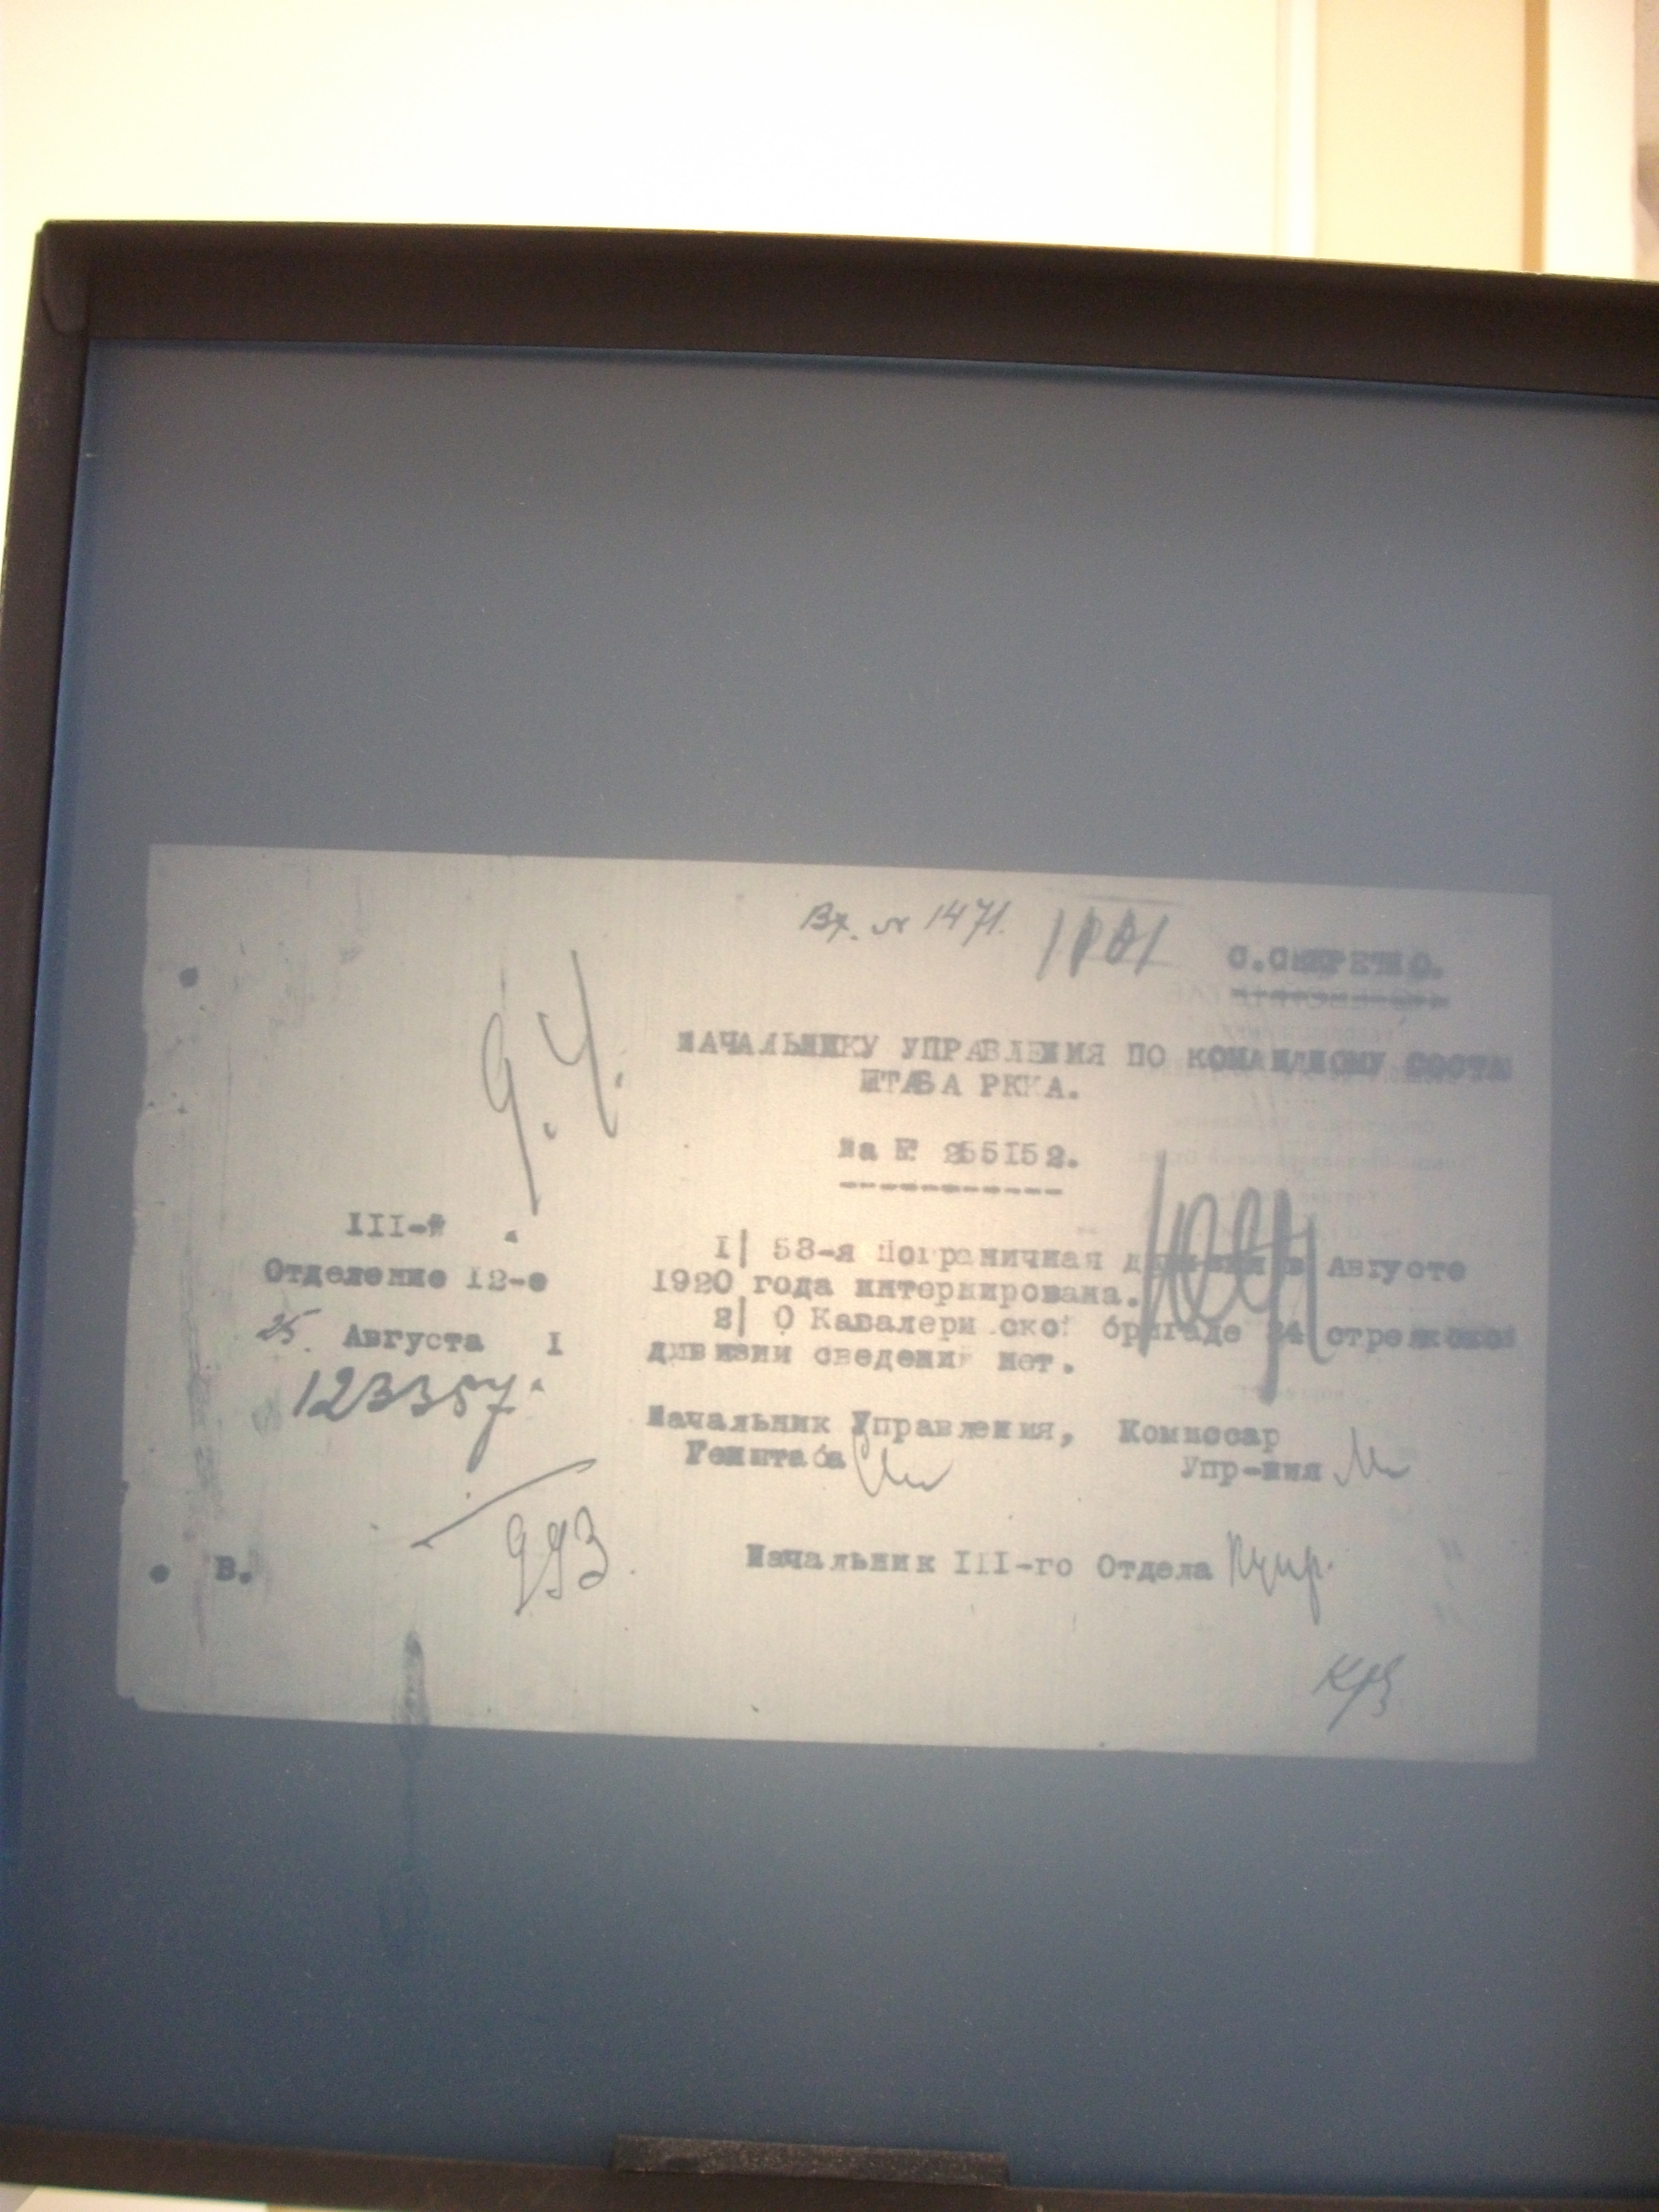 Вх. № 1471.
С.СЕКРЕТНО.
НАЧАЛЬНИКУ УПРАВЛЕНИЯ ПО КОМАНДНОМУ СОСТА
ШТАБА РККА.
На № 255152.
III-й
Отделение 12-е
25 Августа 1
123357.
993.
1| 53-я Пограничная дивизия в Августе
1920 года интернирована.
2| О Кавалерийской бригаде 24 стрелковой
дивизии сведений нет.
Начальник Управления, Комиссар
Генштаба Упр-ния
Начальник III-го Отдела
В.